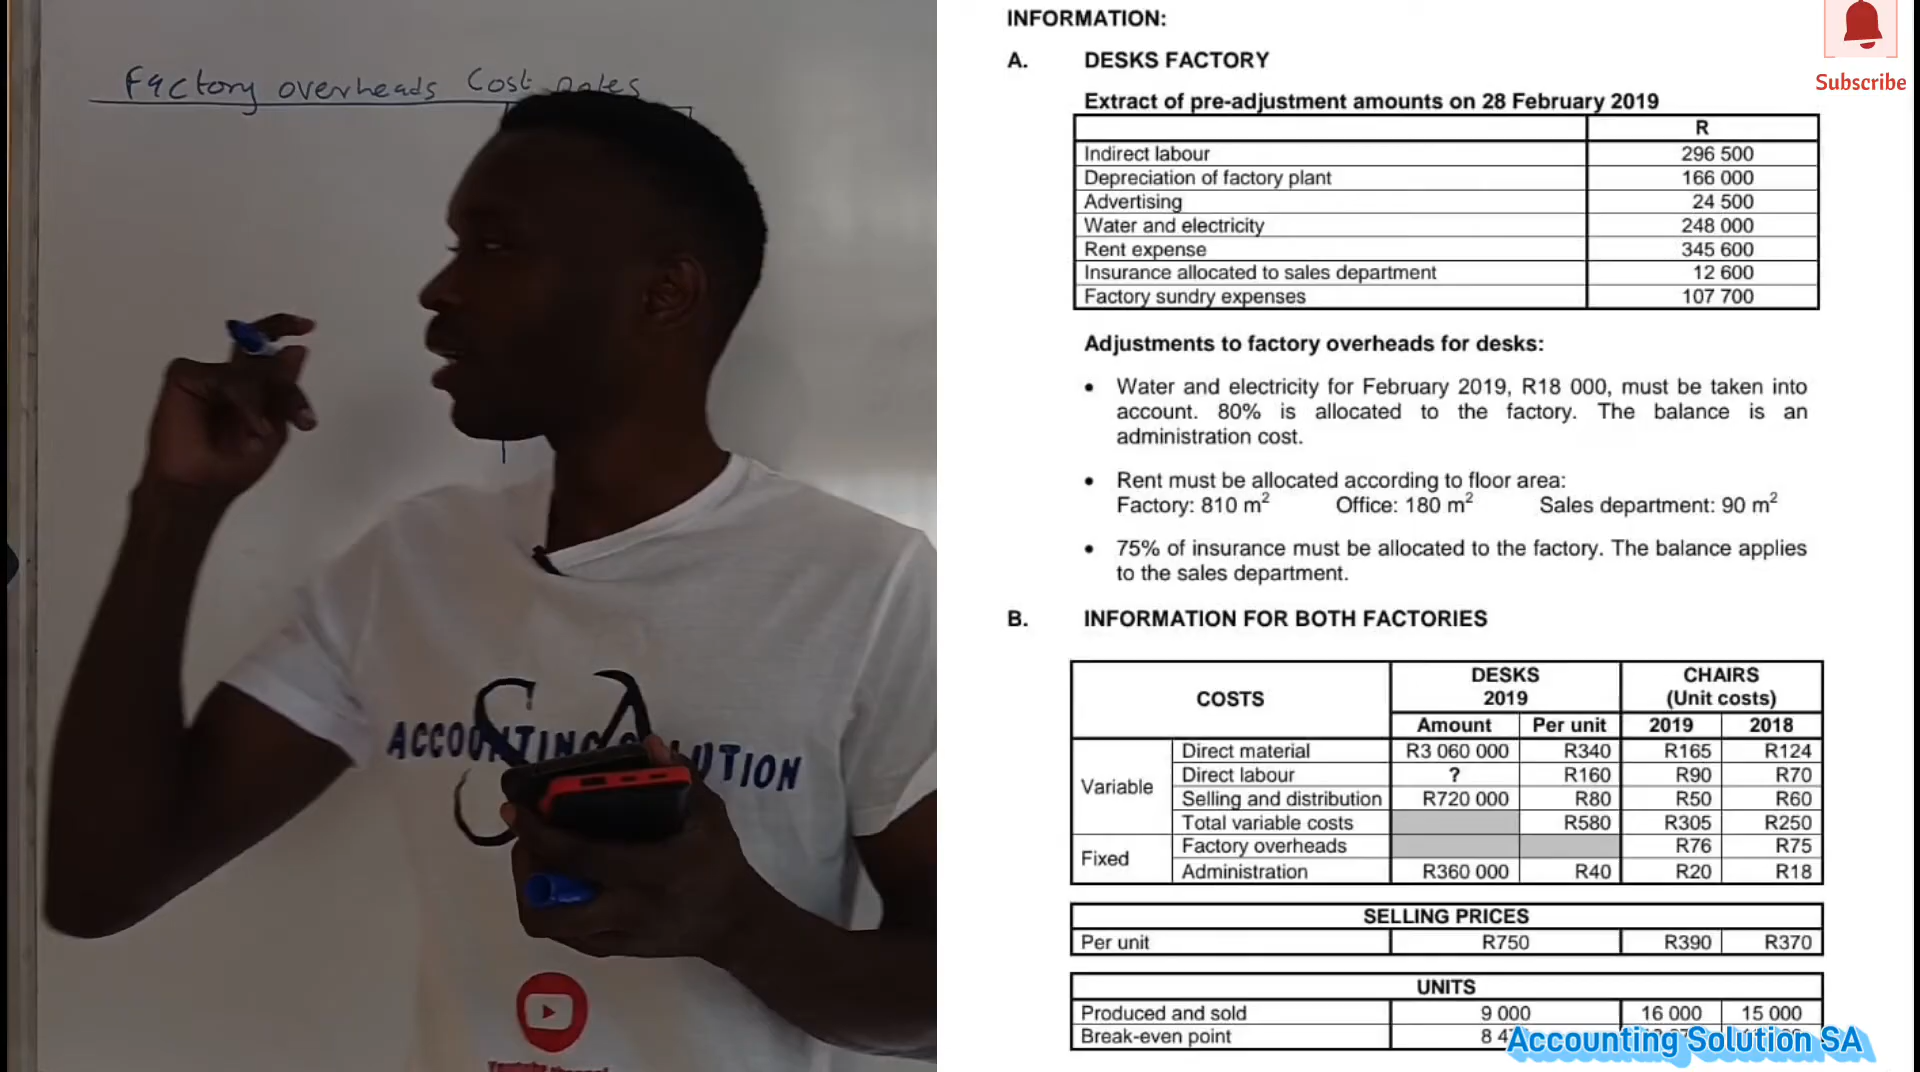 Factory overheads Cost notes
ACCOUNTING SOLUTION
INFORMATION:
Subscribe
A. DESKS FACTORY
Extract of pre-adjustment amounts on 28 February 2019
R
Indirect labour 296 500
Depreciation of factory plant 166 000
Advertising 24 500
Water and electricity 248 000
Rent expense 345 600
Insurance allocated to sales department 12 600
Factory sundry expenses 107 700
Adjustments to factory overheads for desks:
• Water and electricity for February 2019, R18 000, must be taken into
account. 80% is allocated to the factory. The balance is an
administration cost.
• Rent must be allocated according to floor area:
Factory: 810 m² Office: 180 m² Sales department: 90 m²
• 75% of insurance must be allocated to the factory. The balance applies
to the sales department.
B. INFORMATION FOR BOTH FACTORIES
COSTS DESKS 2019 CHAIRS (Unit costs)
Amount Per unit 2019 2018
Variable Direct material R3 060 000 R340 R165 R124
Direct labour ? R160 R90 R70
Selling and distribution R720 000 R80 R50 R60
Total variable costs R580 R305 R250
Fixed Factory overheads R76 R75
Administration R360 000 R40 R20 R18
SELLING PRICES
Per unit R750 R390 R370
UNITS
Produced and sold 9 000 16 000 15 000
Break-even point
Accounting Solution SA